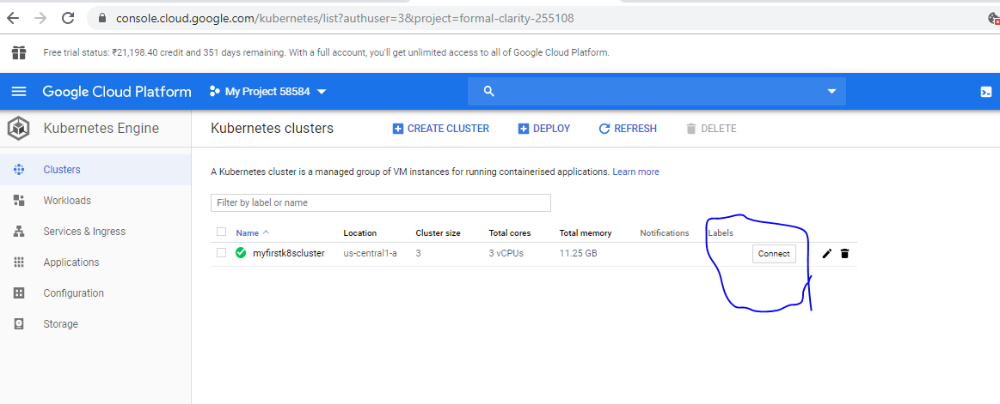 console.cloud.google.com/kubernetes/list?authuser=3&project=formal-clarity-255108
Free trial status: ₹21,198.40 credit and 351 days remaining. With a full account, you'll get unlimited access to all of Google Cloud Platform.
Google Cloud Platform My Project 58584
Kubernetes Engine
Kubernetes clusters CREATE CLUSTER DEPLOY REFRESH DELETE
Clusters
Workloads
Services & Ingress
Applications
Configuration
Storage
A Kubernetes cluster is a managed group of VM instances for running containerised applications. Learn more
Filter by label or name
Name Location Cluster size Total cores Total memory Notifications Labels
myfirstk8scluster us-central1-a 3 3 vCPUs 11.25 GB Connect